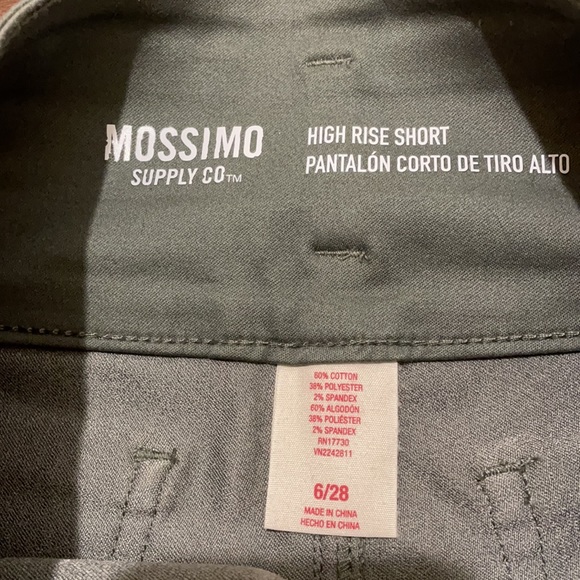 MOSSIMO
SUPPLY CO™
HIGH RISE SHORT
PANTALÓN CORTO DE TIRO ALTO
60% COTTON
38% POLYESTER
2% SPANDEX
60% ALGODÓN
38% POLIÉSTER
2% SPANDEX
RN17730
VN2242811
6/28
MADE IN CHINA
HECHO EN CHINA